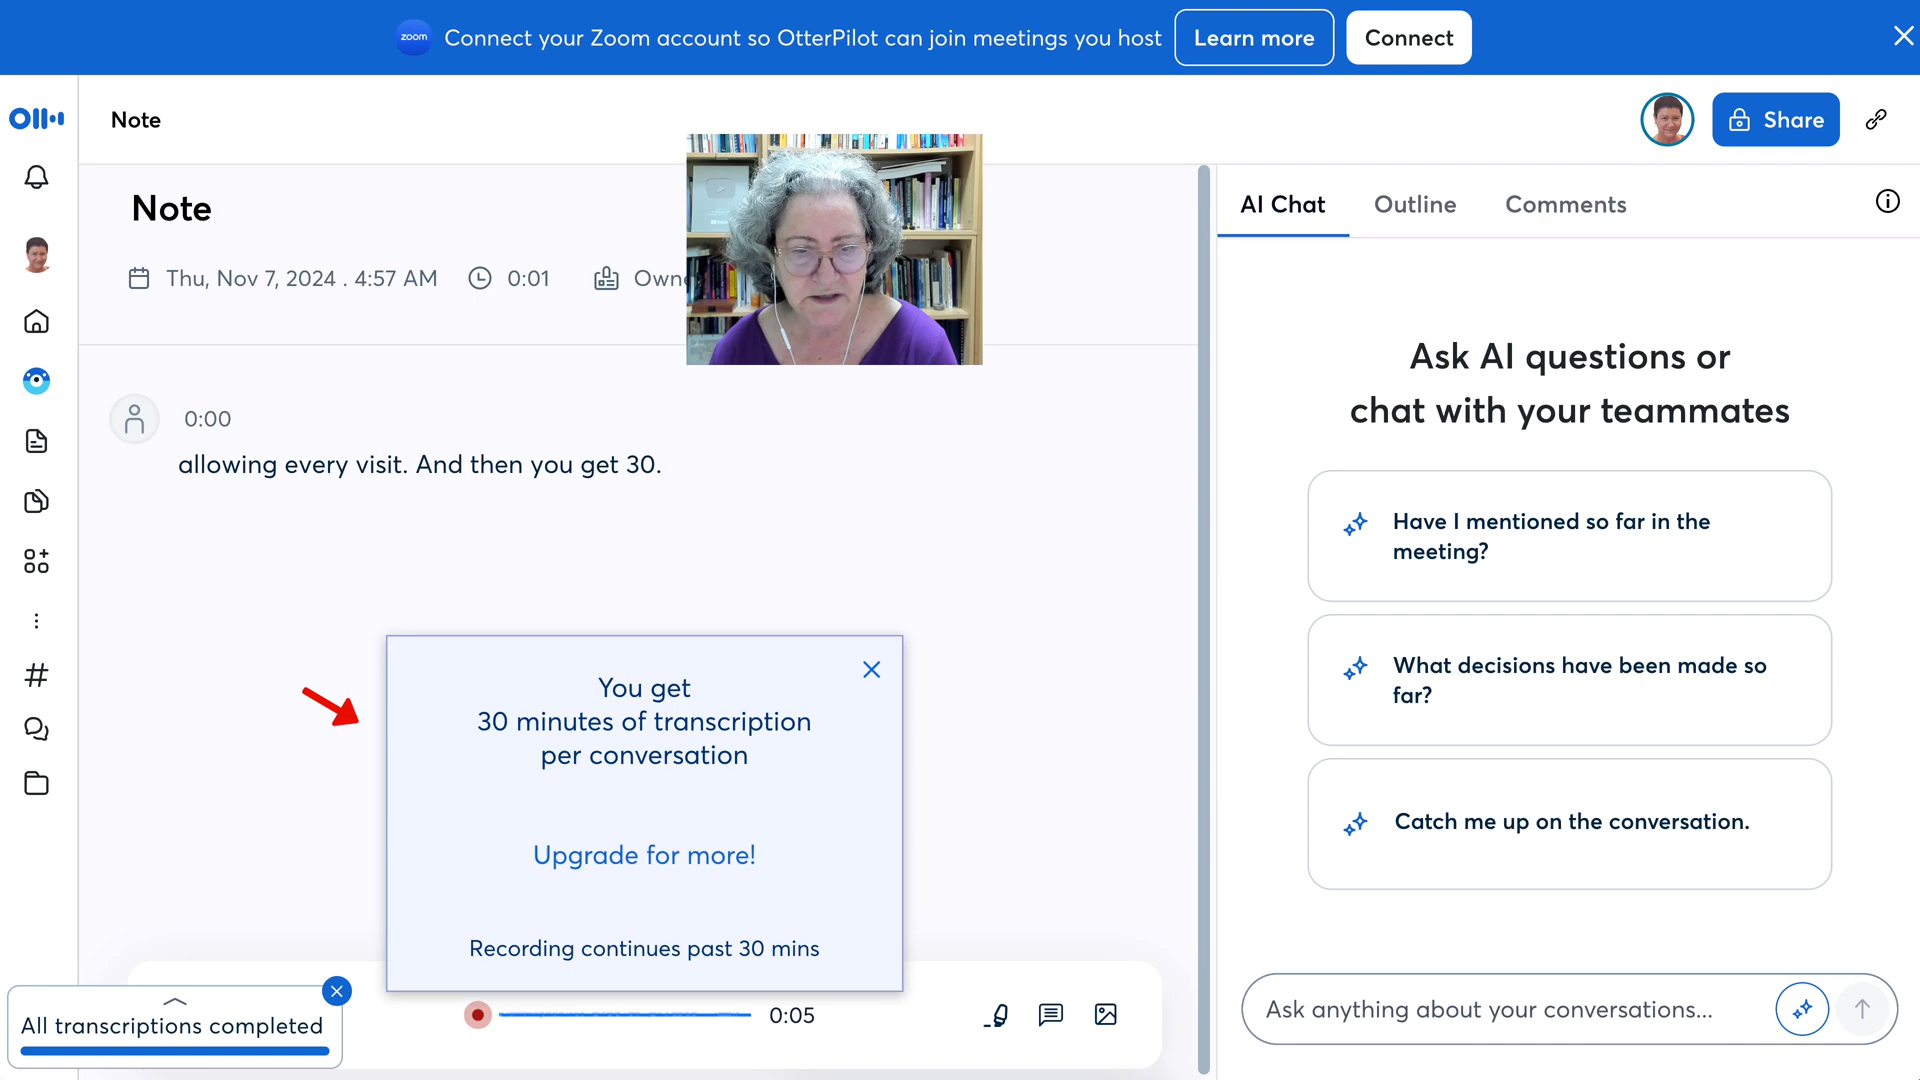 zoom
Connect your Zoom account so OtterPilot can join meetings you host
Learn more
Connect
Note
Share
Note
Thu, Nov 7, 2024 . 4:57 AM
0:01
AI Chat
Outline
Comments
0:00
allowing every visit. And then you get 30.
Ask AI questions or
chat with your teammates
Have I mentioned so far in the
meeting?
What decisions have been made so
far?
Catch me up on the conversation.
You get
30 minutes of transcription
per conversation
Upgrade for more!
Recording continues past 30 mins
All transcriptions completed
0:05
Ask anything about your conversations...